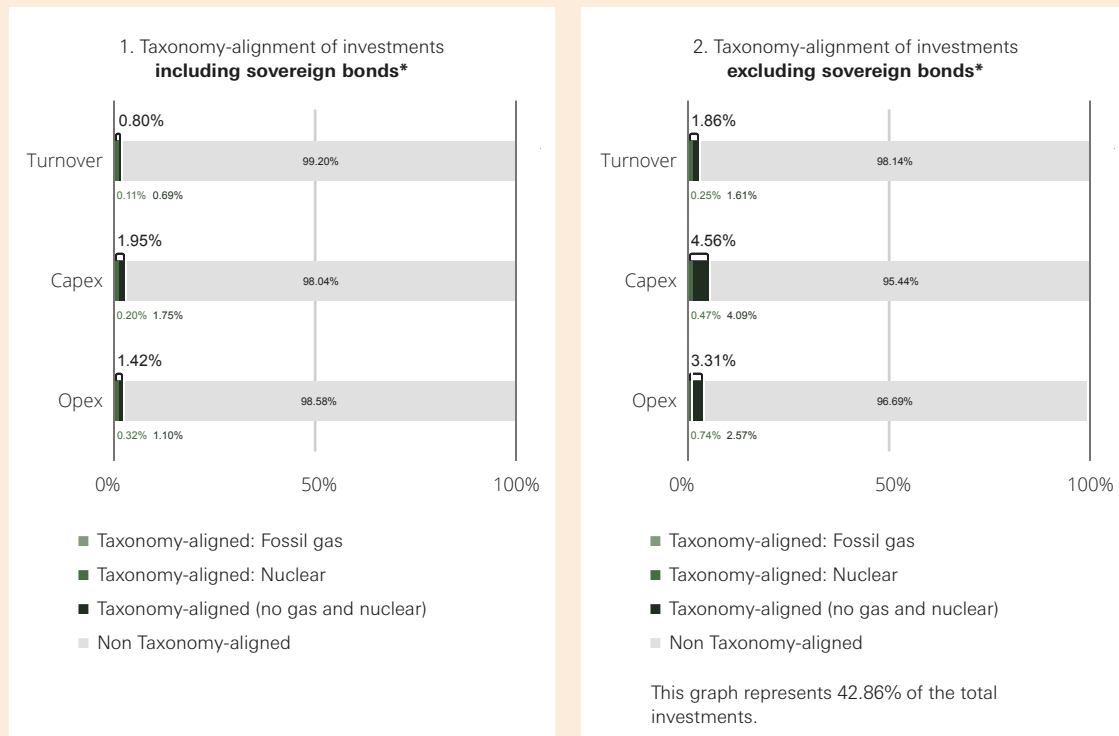 1. Taxonomy-alignment of investments
including sovereign bonds*
0.80%
Turnover
99.20%
0.11% 0.69%
1.95%
Capex
98.04%
0.20% 1.75%
1.42%
Opex
98.58%
0.32% 1.10%
0% 50% 100%
Taxonomy-aligned: Fossil gas
Taxonomy-aligned: Nuclear
Taxonomy-aligned (no gas and nuclear)
Non Taxonomy-aligned
2. Taxonomy-alignment of investments
excluding sovereign bonds*
1.86%
Turnover
98.14%
0.25% 1.61%
4.56%
Capex
95.44%
0.47% 4.09%
3.31%
Opex
96.69%
0.74% 2.57%
0% 50% 100%
Taxonomy-aligned: Fossil gas
Taxonomy-aligned: Nuclear
Taxonomy-aligned (no gas and nuclear)
Non Taxonomy-aligned
This graph represents 42.86% of the total
investments.